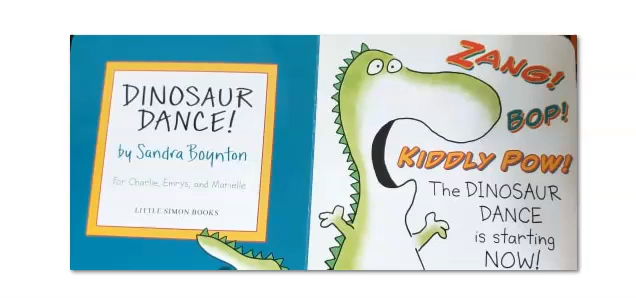 DINOSAUR
DANCE!
by Sandra Boynton
For Charlie, Emrys, and Marielle
LITTLE SIMON BOOKS
ZANG!
BOP!
KIDDLY POW!
The DINOSAUR
DANCE
is starting
NOW!